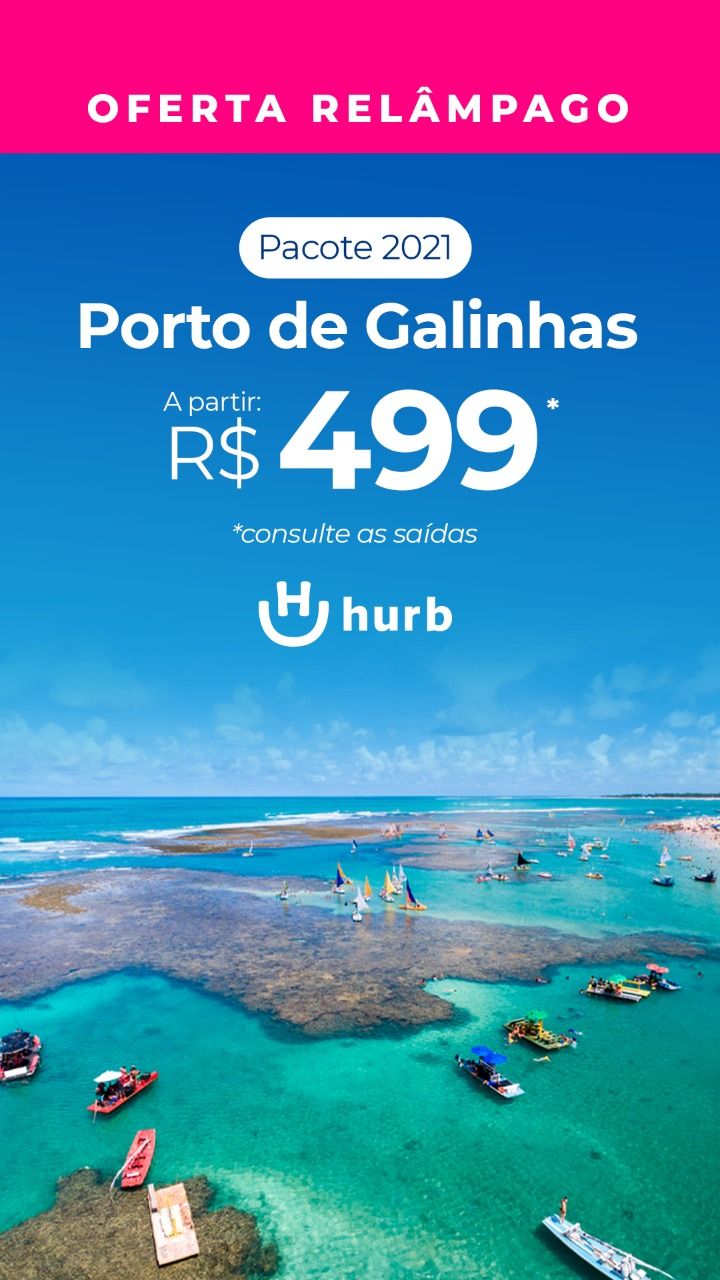 OFERTA RELÂMPAGO
Pacote 2021
Porto de Galinhas
A partir:
R$ 499*
*consulte as saídas
H hurb